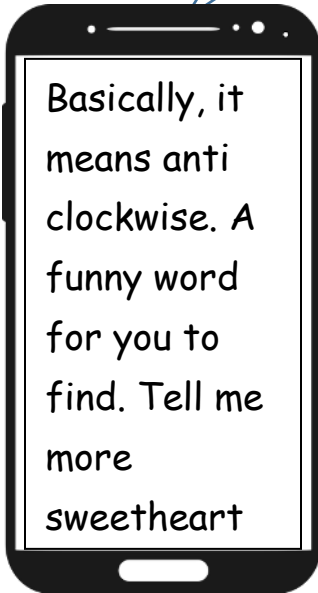 Basically, it
means anti
clockwise. A
funny word
for you to
find. Tell me
more
sweetheart